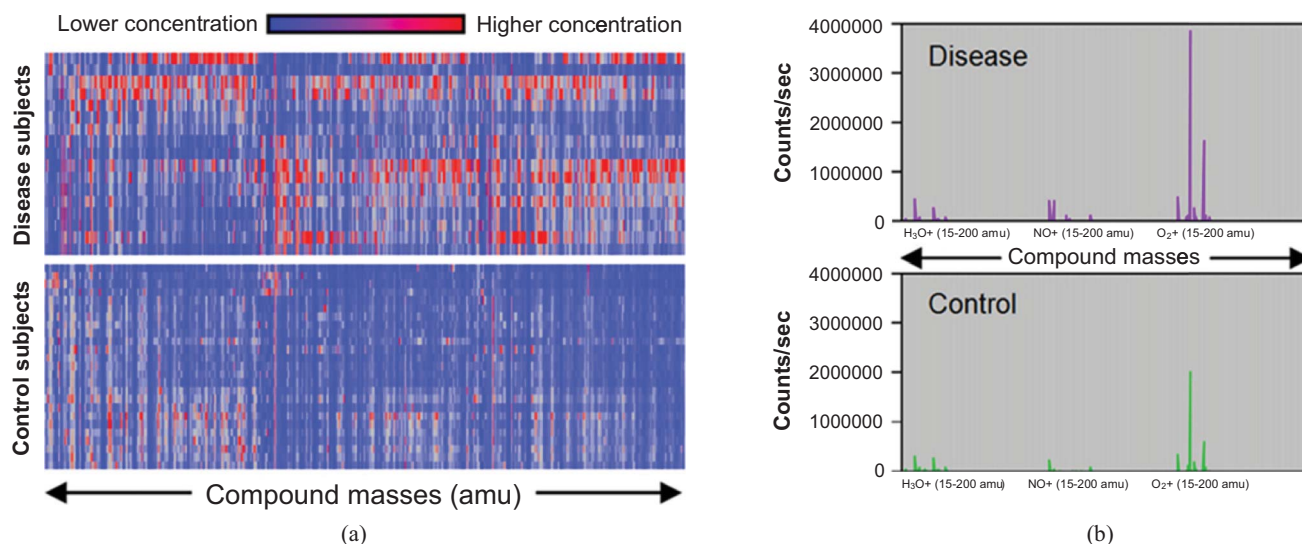 Lower concentration
Higher concentration
Disease subjects
Control subjects
Compound masses (amu)
(a)
4000000
3000000
2000000
1000000
0
Counts/sec
Disease
H₃O+ (15-200 amu)
NO+ (15-200 amu)
O₂+ (15-200 amu)
Compound masses
4000000
3000000
2000000
1000000
0
Counts/sec
Control
H₃O+ (15-200 amu)
NO+ (15-200 amu)
O₂+ (15-200 amu)
(b)